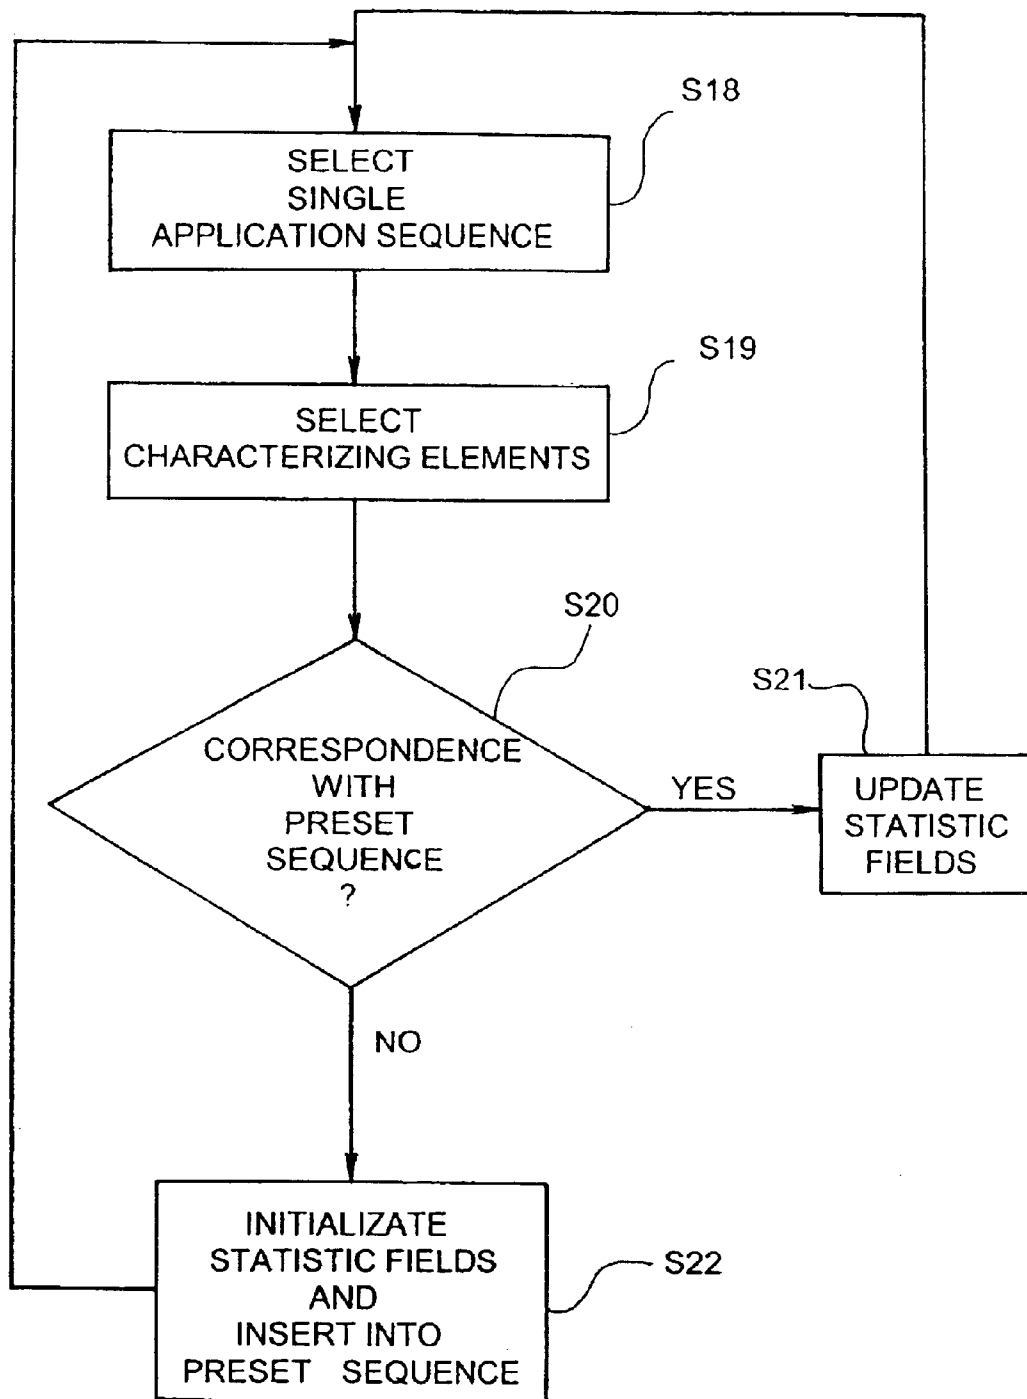 S18
SELECT
SINGLE
APPLICATION SEQUENCE
S19
SELECT
CHARACTERIZING ELEMENTS
S20
CORRESPONDENCE
WITH
PRESET
SEQUENCE
?
YES
S21
UPDATE
STATISTIC
FIELDS
NO
INITIALIZATE
STATISTIC FIELDS
AND
INSERT INTO
PRESET SEQUENCE
S22